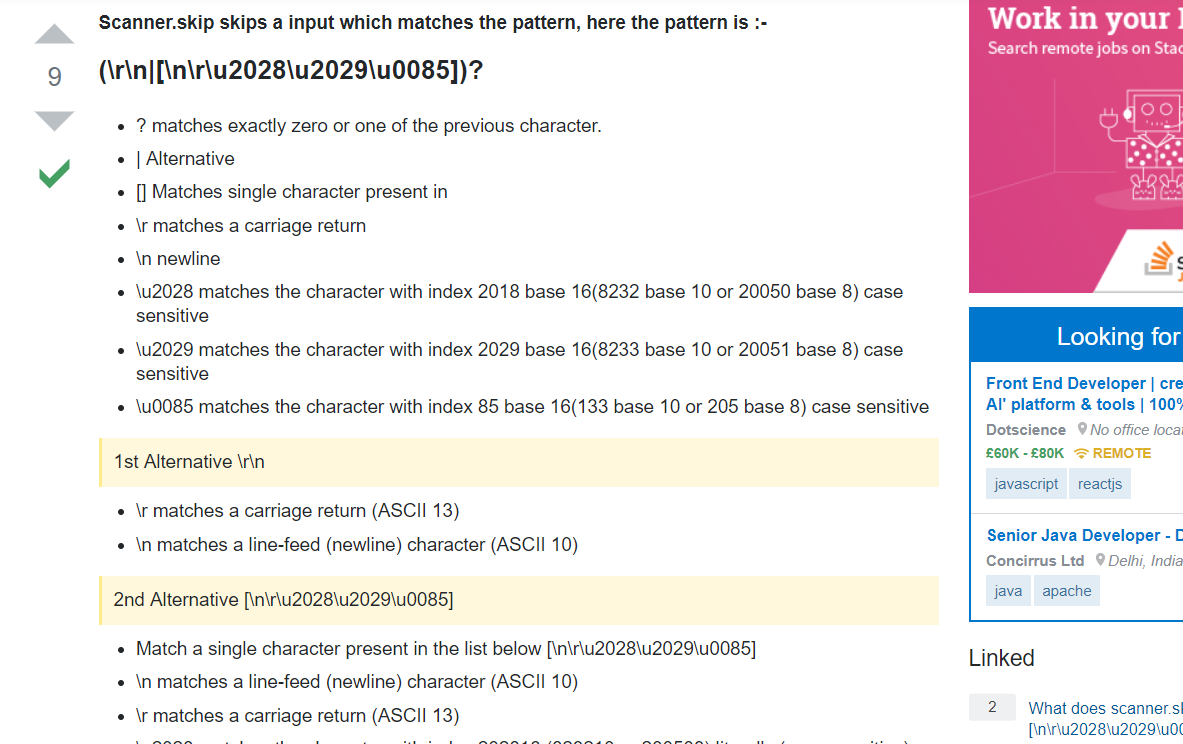 Scanner.skip skips a input which matches the pattern, here the pattern is :-
9
(\r\n|[\n\r\u2028\u2029\u0085])?
? matches exactly zero or one of the previous character.
| Alternative
[] Matches single character present in
\r matches a carriage return
\n newline
\u2028 matches the character with index 2018 base 16(8232 base 10 or 20050 base 8) case
sensitive
\u2029 matches the character with index 2029 base 16(8233 base 10 or 20051 base 8) case
sensitive
\u0085 matches the character with index 85 base 16(133 base 10 or 205 base 8) case sensitive
1st Alternative \r\n
\r matches a carriage return (ASCII 13)
\n matches a line-feed (newline) character (ASCII 10)
2nd Alternative [\n\r\u2028\u2029\u0085]
Match a single character present in the list below [\n\r\u2028\u2029\u0085]
\n matches a line-feed (newline) character (ASCII 10)
\r matches a carriage return (ASCII 13)
Work in your
Search remote jobs on Stac
Looking for
Front End Developer | cre
AI' platform & tools | 100%
Dotscience No office locat
£60K - £80K REMOTE
javascript reactjs
Senior Java Developer - D
Concirrus Ltd Delhi, India
java apache
Linked
2
What does scanner.sk
[\n\r\u2028\u2029\u00